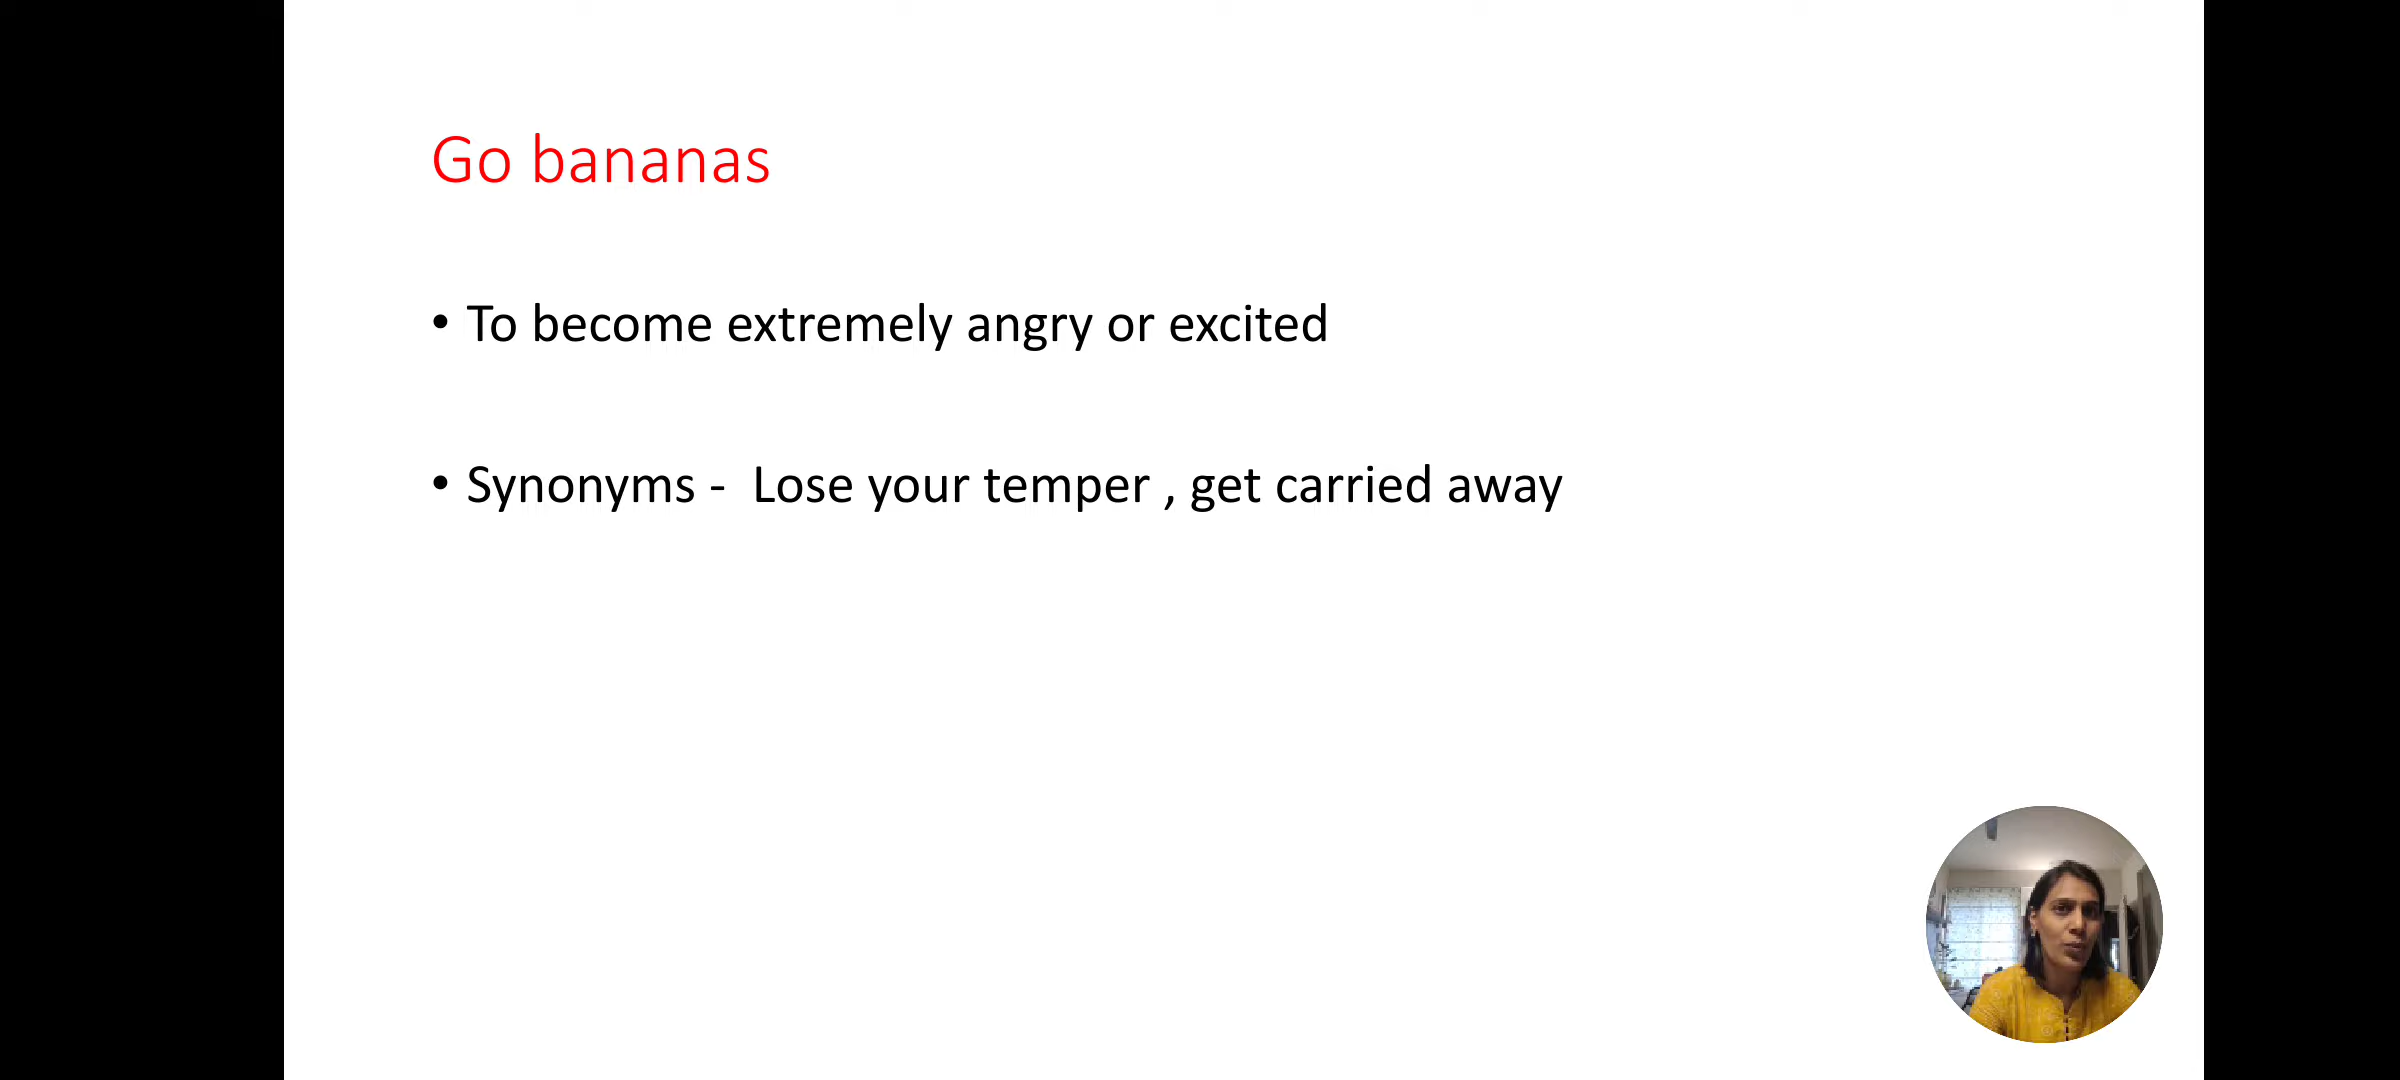 Go bananas
• To become extremely angry or excited
• Synonyms -  Lose your temper , get carried away